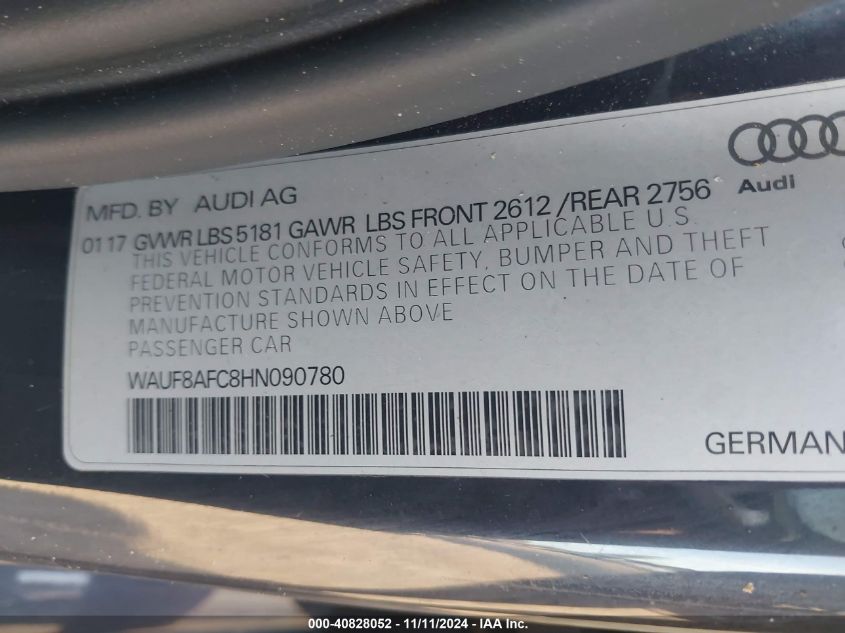 MFD. BY AUDI AG
Audi
0117 GVWR LBS 5181 GAWR LBS FRONT 2612 /REAR 2756
THIS VEHICLE CONFORMS TO ALL APPLICABLE U.S.
FEDERAL MOTOR VEHICLE SAFETY, BUMPER AND THEFT
PREVENTION STANDARDS IN EFFECT ON THE DATE OF
MANUFACTURE SHOWN ABOVE
PASSENGER CAR
WAUF8AFC8HN090780
GERMAN
000-40828052 - 11/11/2024 - IAAI Inc.